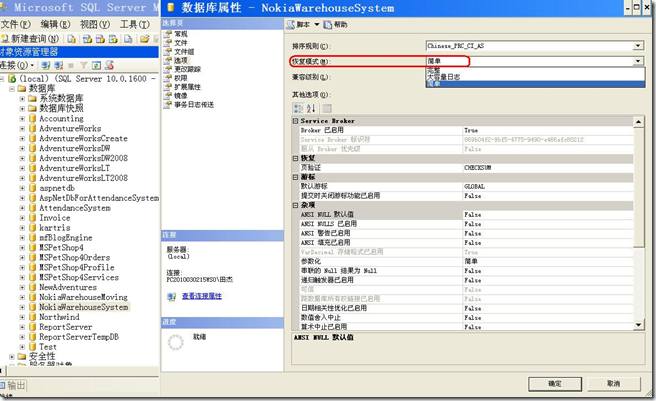 Microsoft SQL Server M
文件(F) 编辑(E) 视图(V) 工具(T)
新建查询(N)
对象资源管理器
连接(O)
(local) (SQL Server 10.0.1600 -
数据库
系统数据库
数据库快照
Accounting
AdventureWorks
AdventureWorksCreate
AdventureWorksDW
AdventureWorksDW2008
AdventureWorksLT
AdventureWorksLT2008
aspnetdb
AspNetDbForAttendanceSystem
AttendanceSystem
Invoice
kartris
mfBlogEngine
MSPetShop4
MSPetShop4Orders
MSPetShop4Profile
MSPetShop4Services
NewAdventures
NokiaWarehouseMoving
NokiaWarehouseSystem
Northwind
ReportServer
ReportServerTempDB
Test
安全性
服务器对象
输出
就绪
数据库属性 - NokiaWarehouseSystem
选择页
常规
文件
文件组
选项
更改跟踪
权限
扩展属性
镜像
事务日志传送
连接
服务器:
(local)
连接:
查看连接属性
进度
就绪
脚本
帮助
排序规则(C):
Chinese_PRC_CI_AS
恢复模式(M):
简单
完整
大容量日志
简单
兼容级别(L):
其他选项(O):
Service Broker
Broker 已启用 True
Service Broker 标识符
服从 Broker 优先级 False
恢复
页验证 CHECKSUM
游标
默认游标 GLOBAL
提交时关闭游标功能已启用 False
杂项
ANSI NULL 默认值 False
ANSI NULLS 已启用 False
ANSI 警告已启用 False
ANSI 填充已启用 False
VarDecimal 存储格式已启用 True
参数化 简单
串联的 Null 结果为 Null False
递归触发器已启用 False
可信 False
跨数据库所有权链接已启用 False
日期相关性优化已启用 False
数值舍入中止 False
算术中止已启用 False
ANSI NULL 默认值
确定
取消